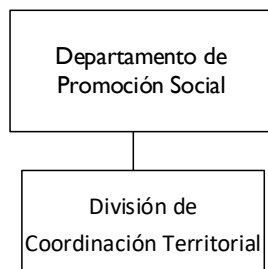 Departamento de
Promoción Social
División de
Coordinación Territorial